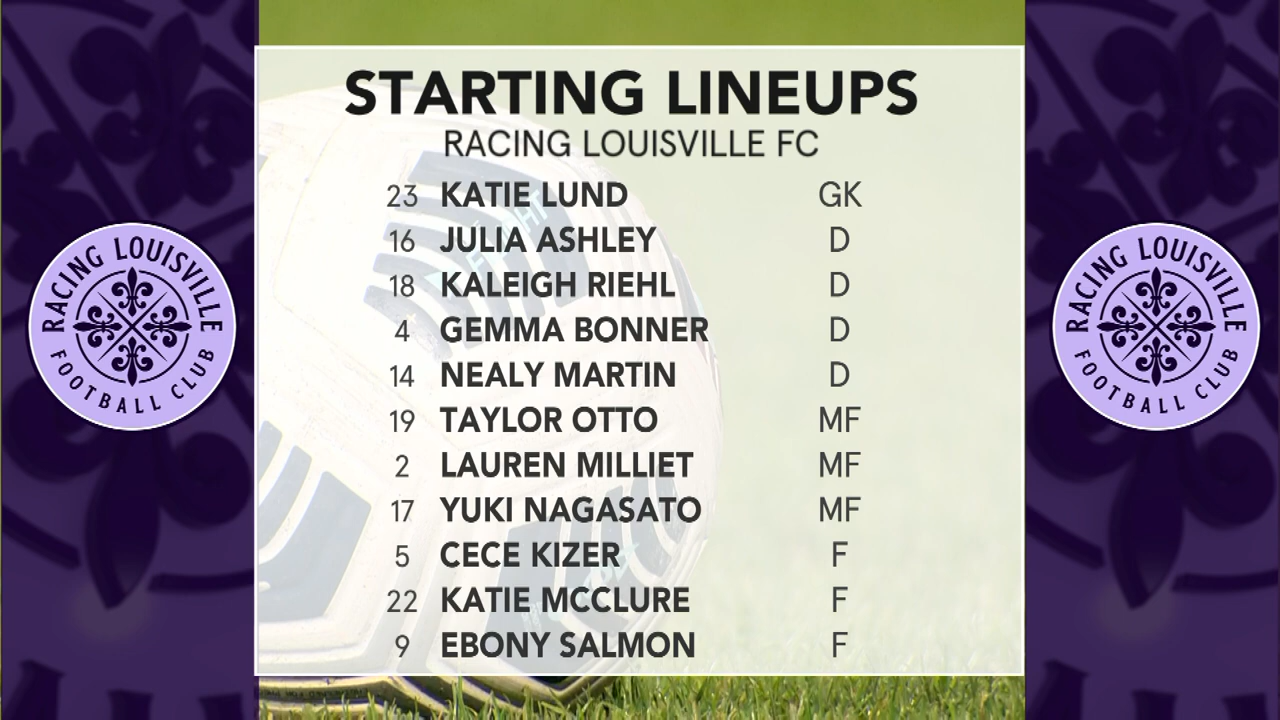 STARTING LINEUPS
RACING LOUISVILLE FC
23 KATIE LUND GK
16 JULIA ASHLEY D
18 KALEIGH RIEHL D
4 GEMMA BONNER D
14 NEALY MARTIN D
19 TAYLOR OTTO MF
2 LAUREN MILLIET MF
17 YUKI NAGASATO MF
5 CECE KIZER F
22 KATIE MCCLURE F
9 EBONY SALMON F
RACING LOUISVILLE
FOOTBALL CLUB
RACING LOUISVILLE
FOOTBALL CLUB